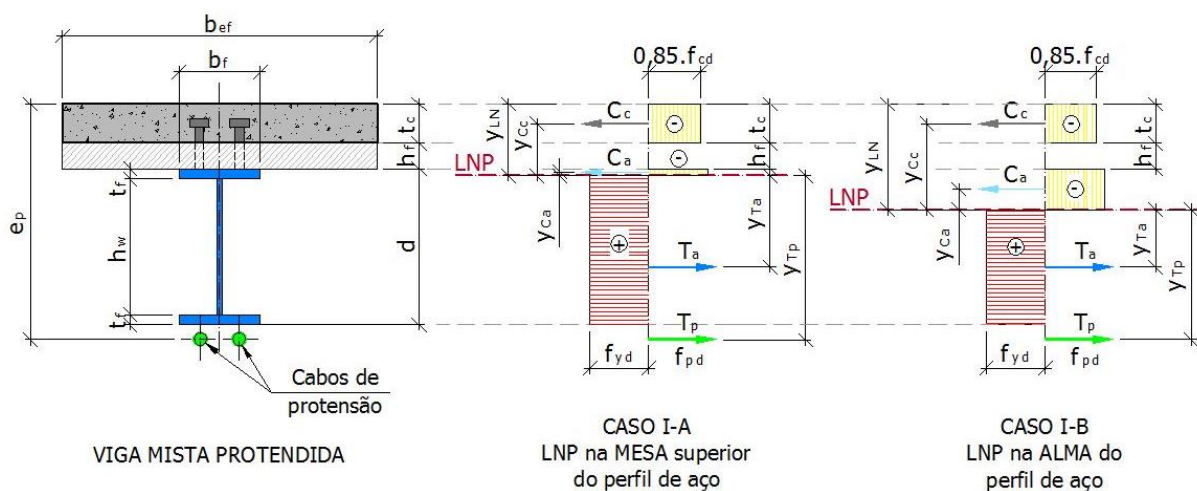 b_ef
b_f
e_p
t_f
h_w
t_f
t_c
h_f
d
Cabos de
protensão
VIGA MISTA PROTENDIDA
0,85.f_cd
y_LN
y_Cc
C_c
-
t_c
h_f
C_a
-
LNP
y_Ca
+
y_Ta
y_Tp
T_a
T_p
f_yd
f_pd
CASO I-A
LNP na MESA superior
do perfil de aço
0,85.f_cd
y_LN
y_Cc
C_c
-
t_c
h_f
C_a
-
LNP
y_Ca
+
y_Ta
y_Tp
T_a
T_p
f_yd
f_pd
CASO I-B
LNP na ALMA do
perfil de aço